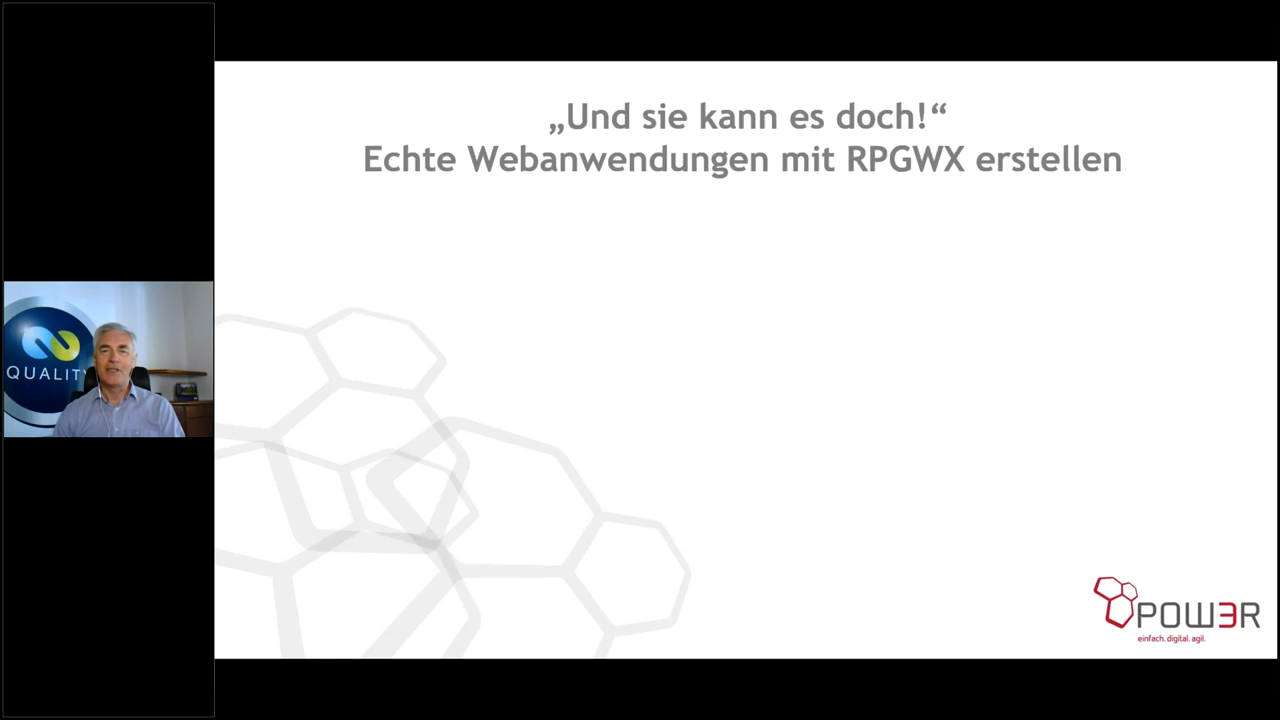 „Und sie kann es doch!“
Echte Webanwendungen mit RPGWX erstellen
QUALITY
POW3R
einfach. digital. agil.